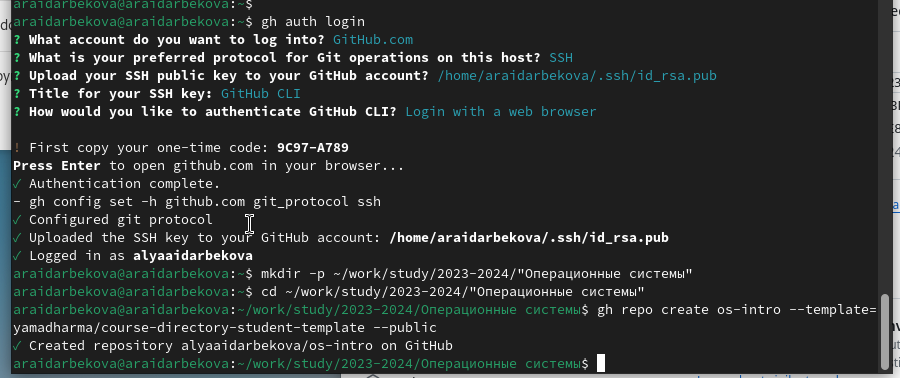 araidarbekova@araidarbekova:~$
araidarbekova@araidarbekova:~$ gh auth login
? What account do you want to log into? GitHub.com
? What is your preferred protocol for Git operations on this host? SSH
? Upload your SSH public key to your GitHub account? /home/araidarbekova/.ssh/id_rsa.pub
? Title for your SSH key: GitHub CLI
? How would you like to authenticate GitHub CLI? Login with a web browser
! First copy your one-time code: 9C97-A789
Press Enter to open github.com in your browser...
✓ Authentication complete.
- gh config set -h github.com git_protocol ssh
✓ Configured git protocol
✓ Uploaded the SSH key to your GitHub account: /home/araidarbekova/.ssh/id_rsa.pub
✓ Logged in as alyaaidarbekova
araidarbekova@araidarbekova:~$ mkdir -p ~/work/study/2023-2024/"Операционные системы"
araidarbekova@araidarbekova:~$ cd ~/work/study/2023-2024/"Операционные системы"
araidarbekova@araidarbekova:~/work/study/2023-2024/Операционные системы$ gh repo create os-intro --template=
yamadharma/course-directory-student-template --public
✓ Created repository alyaaidarbekova/os-intro on GitHub
araidarbekova@araidarbekova:~/work/study/2023-2024/Операционные системы$